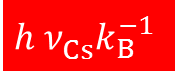 h ν_Cs k_B^{-1}